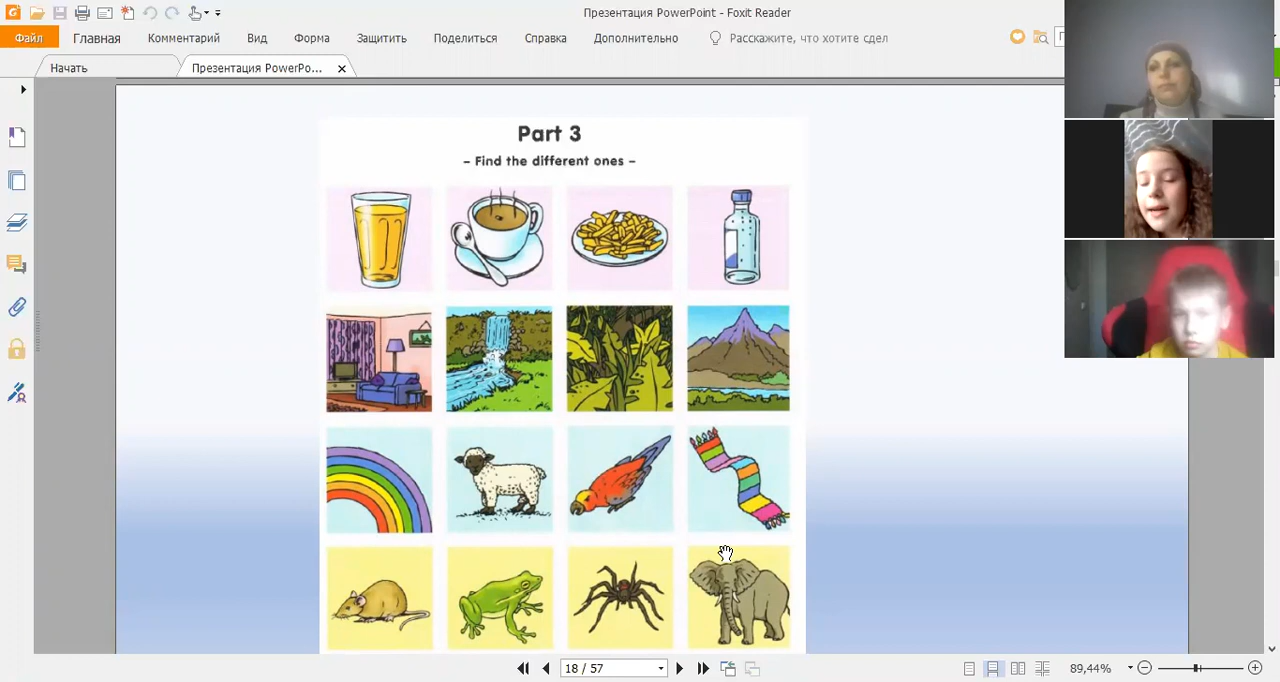 Презентация PowerPoint - Foxit Reader
Файл
Главная
Комментарий
Вид
Форма
Защитить
Поделиться
Справка
Дополнительно
Расскажите, что хотите сдел
Начать
Презентация PowerPo...
Part 3
– Find the different ones –
18 / 57
89,44%